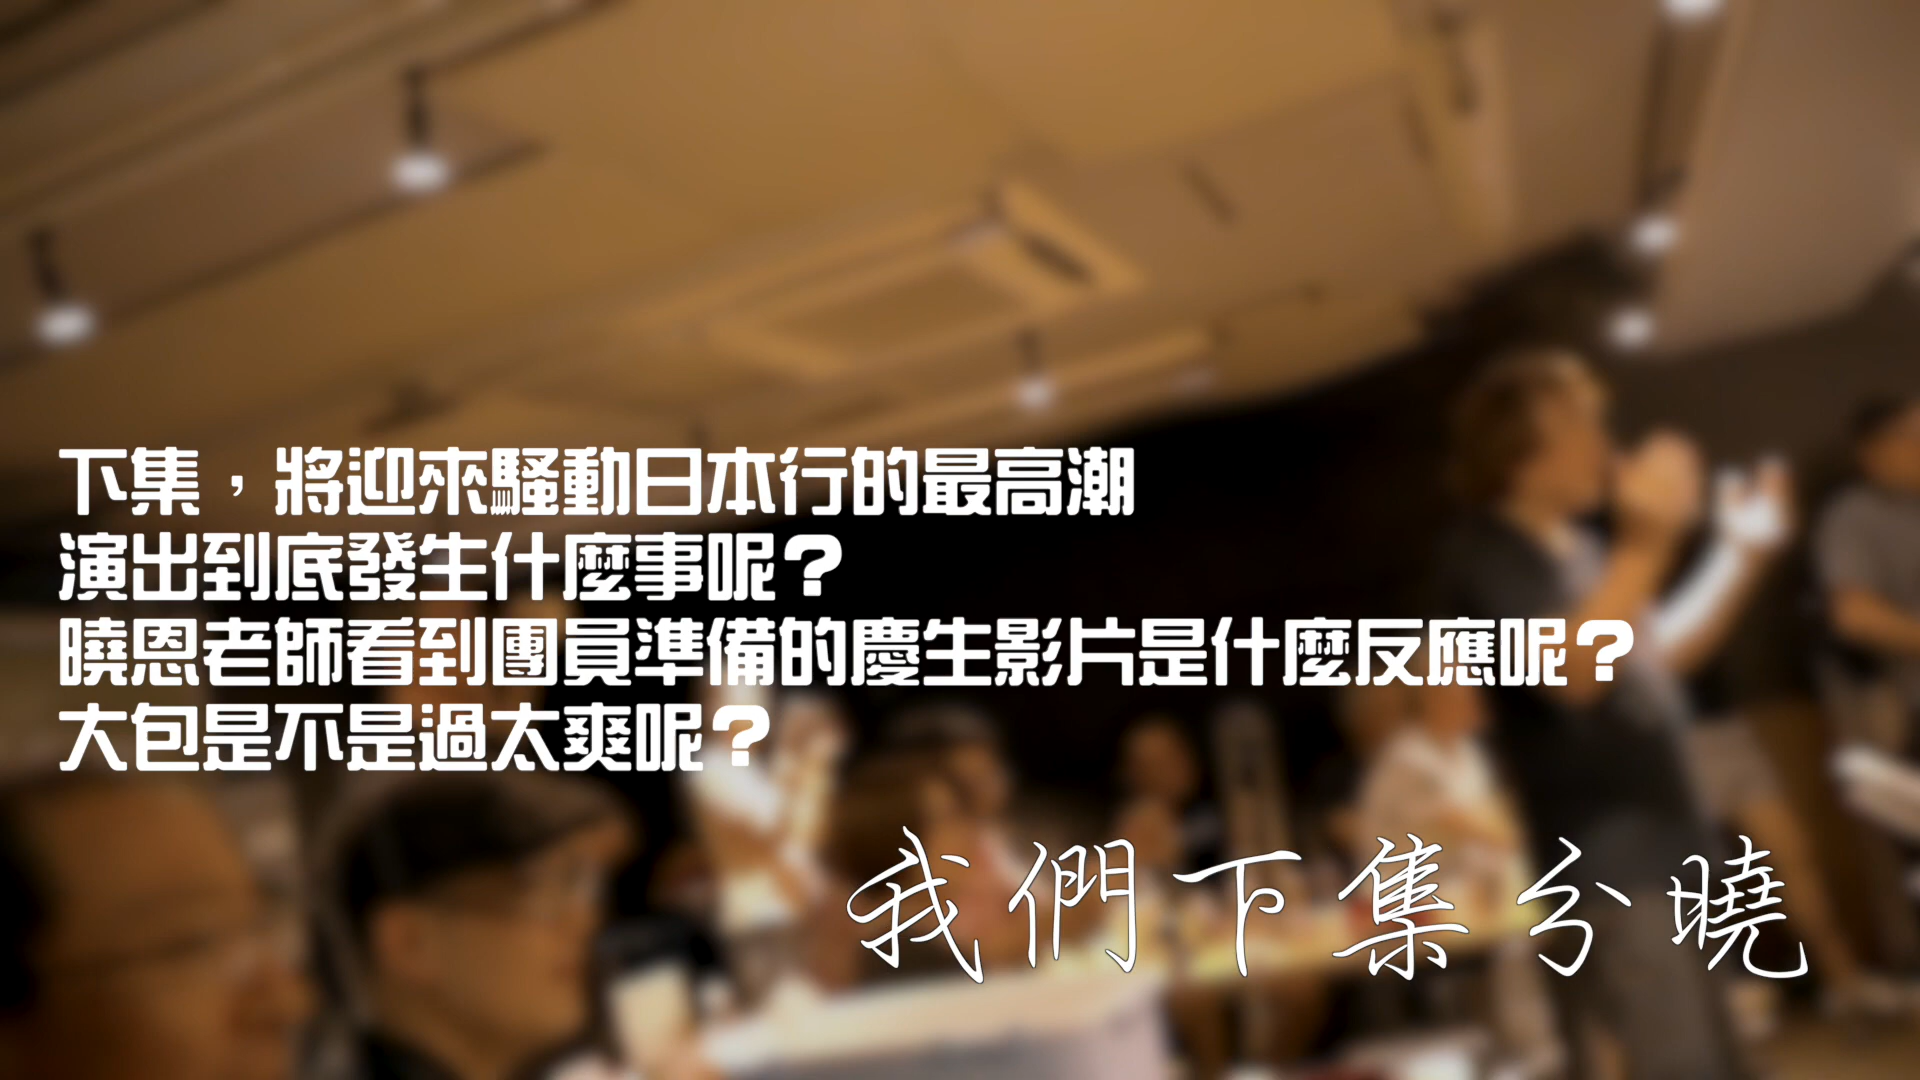 下集，將迎來騷動日本行的最高潮
演出到底發生什麼事呢？
曉恩老師看到團員準備的慶生影片是什麼反應呢？
大包是不是過太爽呢？
我們下集分曉